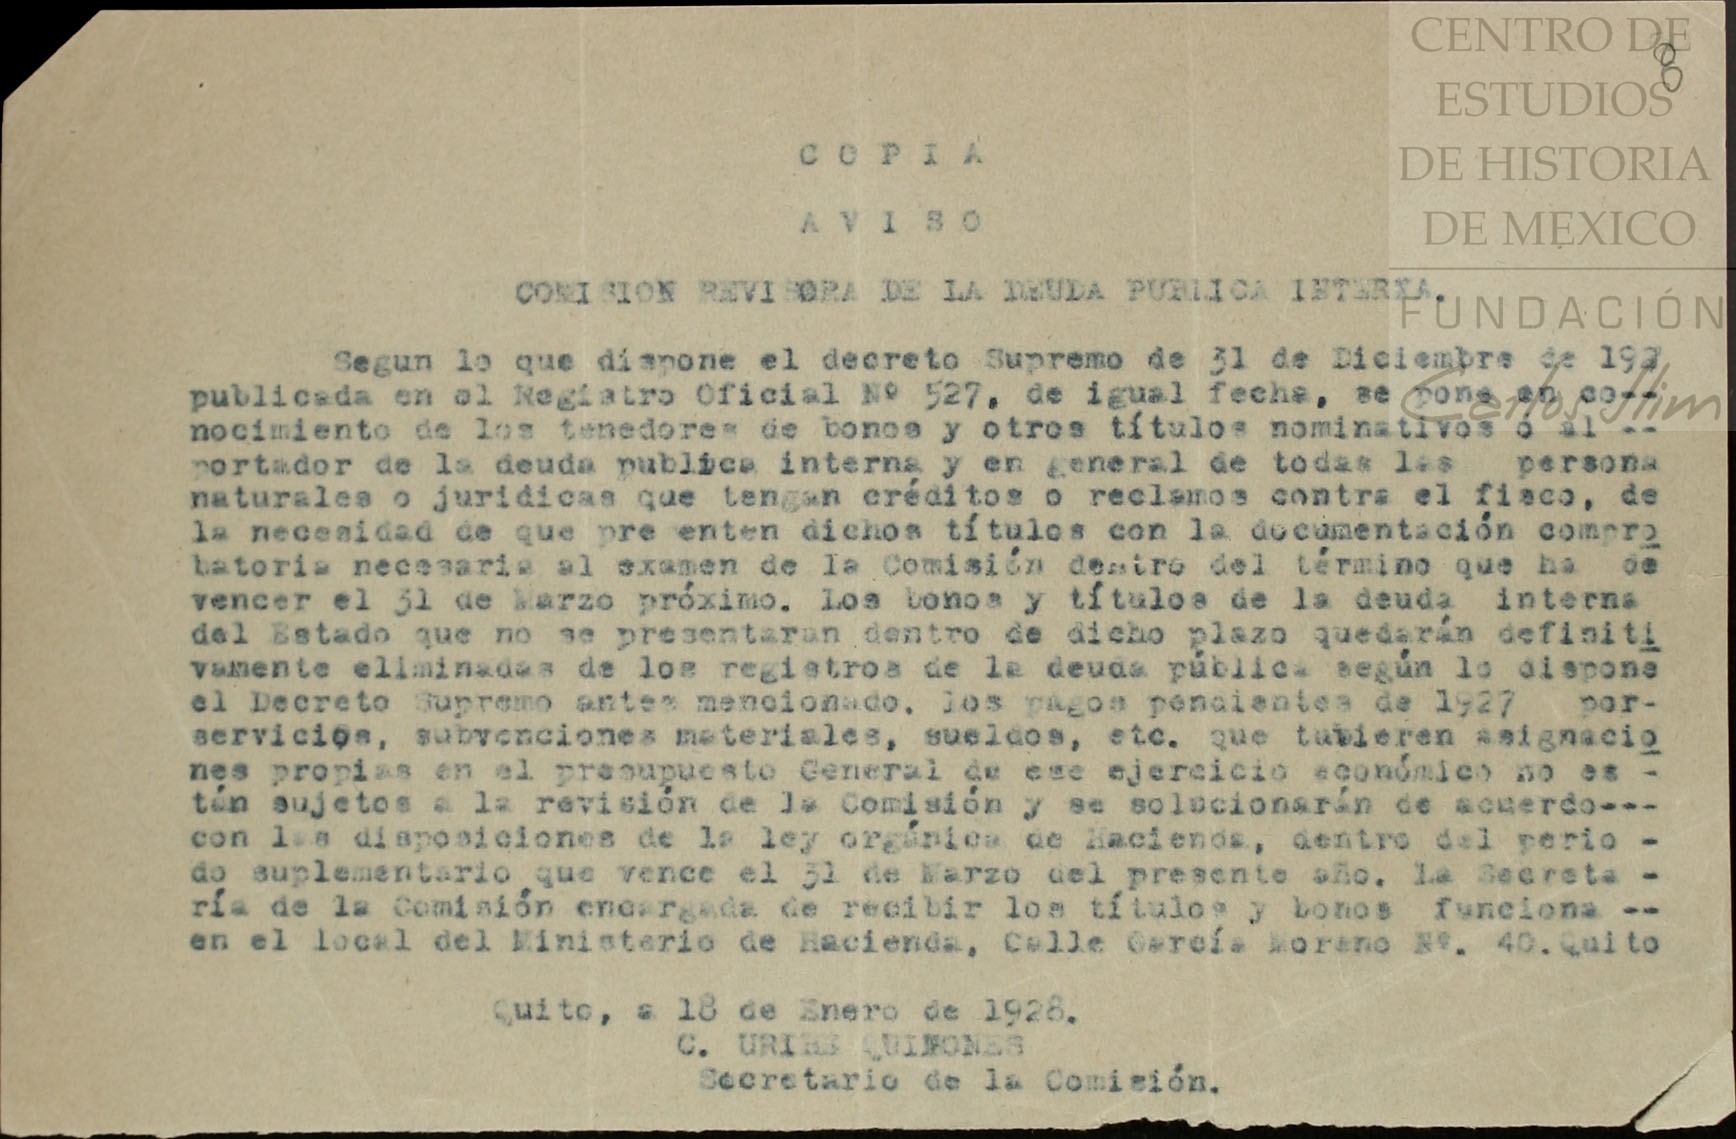 CENTRO DE
ESTUDIOS
DE HISTORIA
DE MEXICO
FUNDACIÓN
Carlos Slim
8
C O P I A
A V I S O
COMISION REVISORA DE LA DEUDA PUBLICA INTERNA.
Segun lo que dispone el decreto Supremo de 31 de Diciembre de 192
publicada en el Registro Oficial Nº 527, de igual fecha, se pone en co--
nocimiento de los tenedores de bonos y otros títulos nominativos ó al --
portador de la deuda publica interna y en general de todas las persona
naturales o juridicas que tengan créditos o reclamos contra el fisco, de
la necesidad de que pre enten dichos títulos con la documentación compro
batoria necesaria al examen de la Comisión dentro del término que ha de
vencer el 31 de Marzo próximo. Los bonos y títulos de la deuda interna
del Estado que no se presentaran dentro de dicho plazo quedarán definiti
vamente eliminadas de los registros de la deuda pública según lo dispone
el Decreto Supremo antes mencionado. los pagos pendientes de 1927 por-
servicios, subvenciones materiales, sueldos, etc. que tuvieren asignacio
nes propias en el presupuesto General de ese ejercicio económico no es -
tán sujetos a la revisión de la Comisión y se solucionarán de acuerdo---
con las disposiciones de la ley orgánica de Hacienda, dentro del perio -
do suplementario que vence el 31 de Marzo del presente año. La Secreta -
ría de la Comisión encargada de recibir los títulos y bonos funciona --
en el local del Ministerio de Hacienda, Calle García Moreno Nº. 40. Quito
Quito, a 18 de Enero de 1928.
C. URIBE QUIÑONES
Secretario de la Comisión.